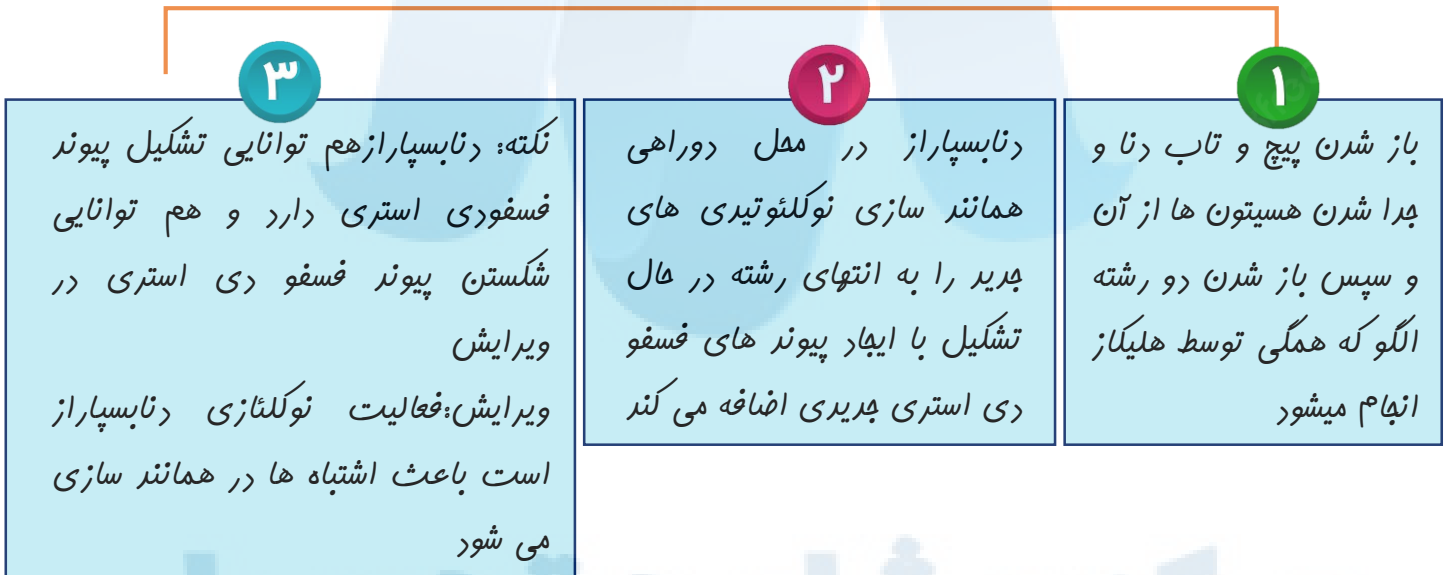 ۱
باز شدن پیچ و تاب دنا و
جدا شدن هسیتون ها از آن
و سپس باز شدن دو رشته
الگو که همگی توسط هلیکاز
انجام میشود
۲
دنابسپاراز در محل دوراهی
همانند سازی نوکلئوتیدی های
جدید را به انتهای رشته در حال
تشکیل با ایجاد پیوند های فسفو
دی استری جدیدی اضافه می کند
۳
نکته: دنابسپارازهم توانایی تشکیل پیوند
فسفودی استری دارد و هم توانایی
شکستن پیوند فسفو دی استری در
ویرایش
ویرایش:فعالیت نوکلئازی دنابسپاراز
است باعث اشتباه ها در همانند سازی
می شود